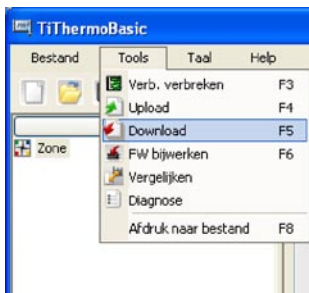 TiThermoBasic
Bestand Tools Taal Help
Verb. verbreken F3
Upload F4
Download F5
FW bijwerken F6
Vergelijken
Diagnose
Afdruk naar bestand F8
Zone